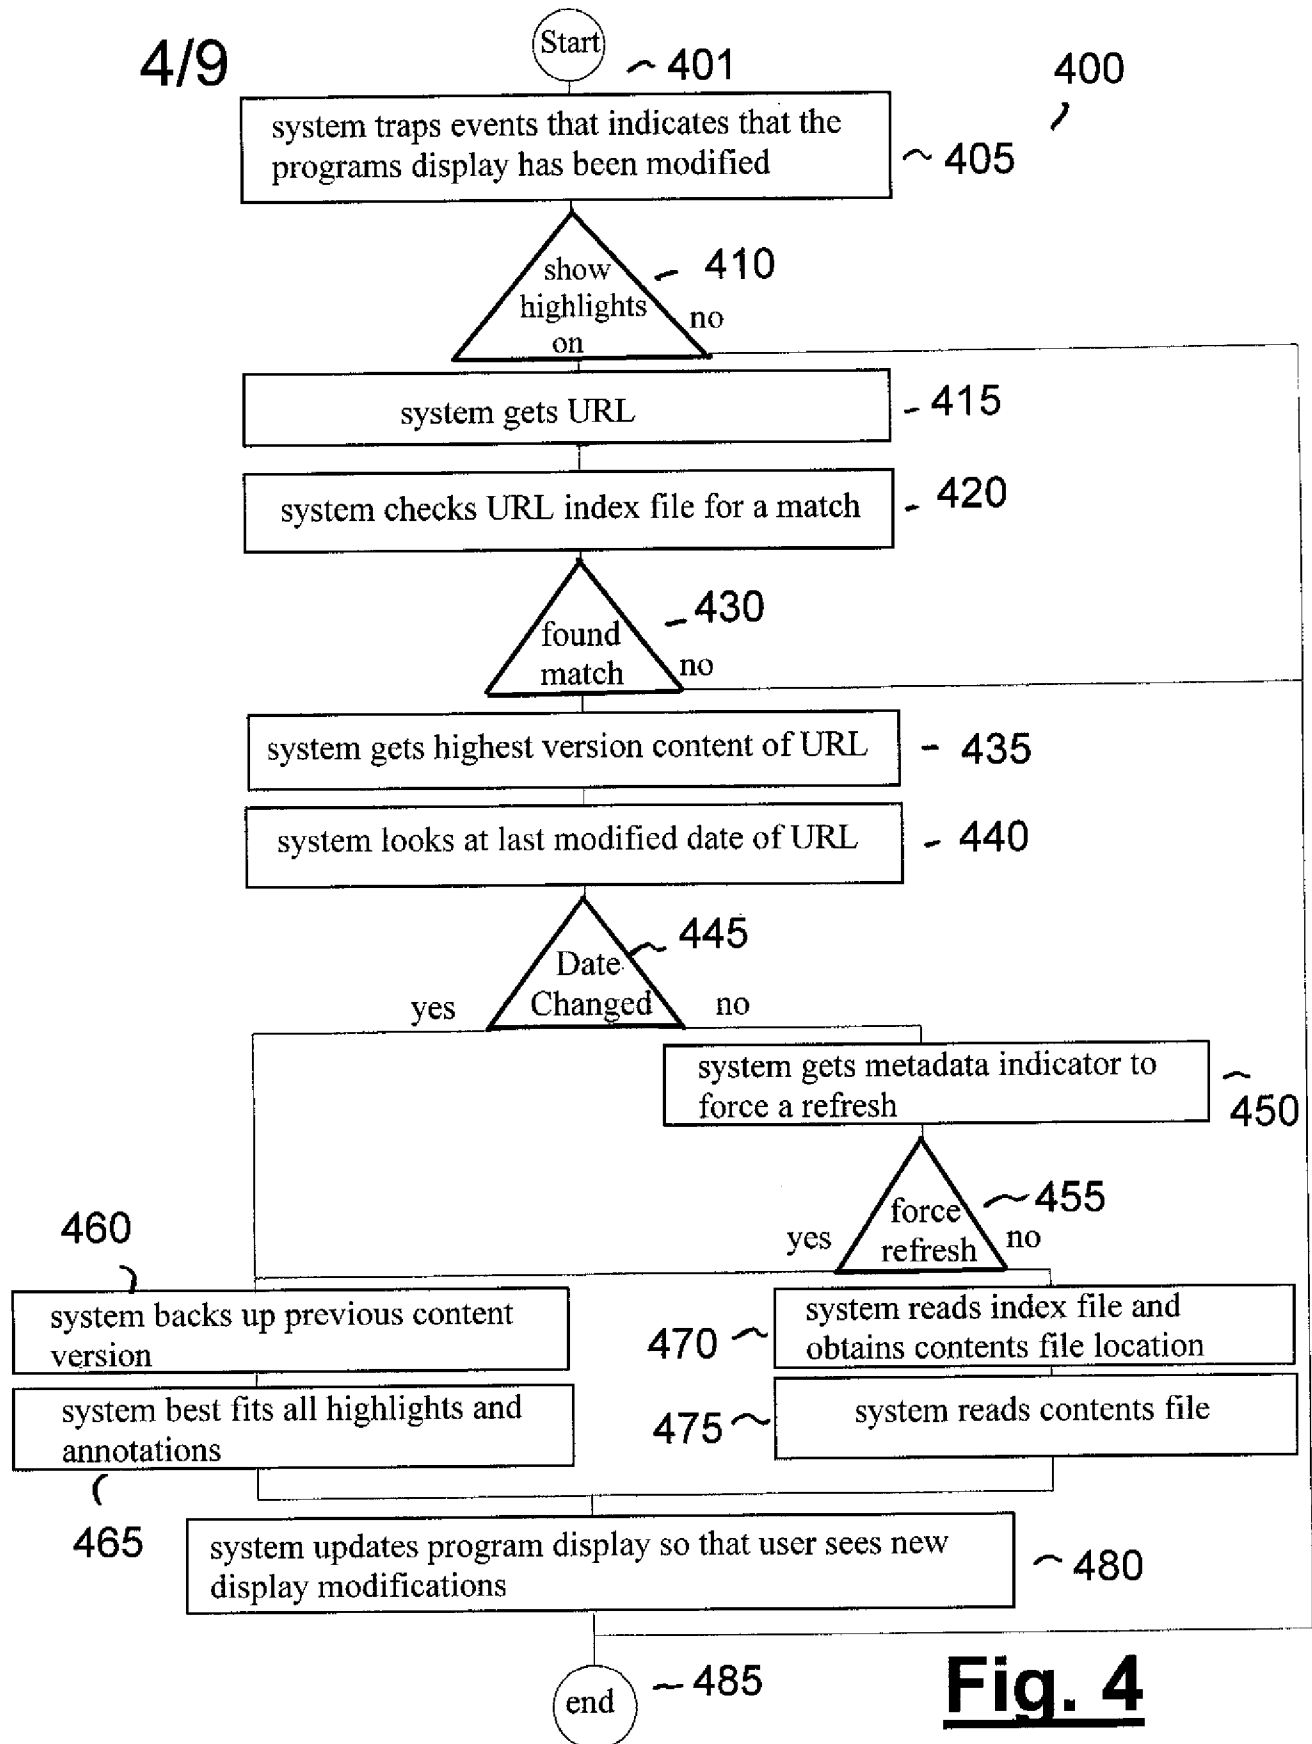 4/9
Start
401
400
system traps events that indicates that the
programs display has been modified
405
show
highlights
on
410
no
system gets URL
415
system checks URL index file for a match
420
found
match
430
no
system gets highest version content of URL
435
system looks at last modified date of URL
440
Date
Changed
445
yes
no
system gets metadata indicator to
force a refresh
450
force
refresh
455
yes
no
460
system backs up previous content
version
system best fits all highlights and
annotations
465
470
system reads index file and
obtains contents file location
475
system reads contents file
system updates program display so that user sees new
display modifications
480
end
485
Fig. 4